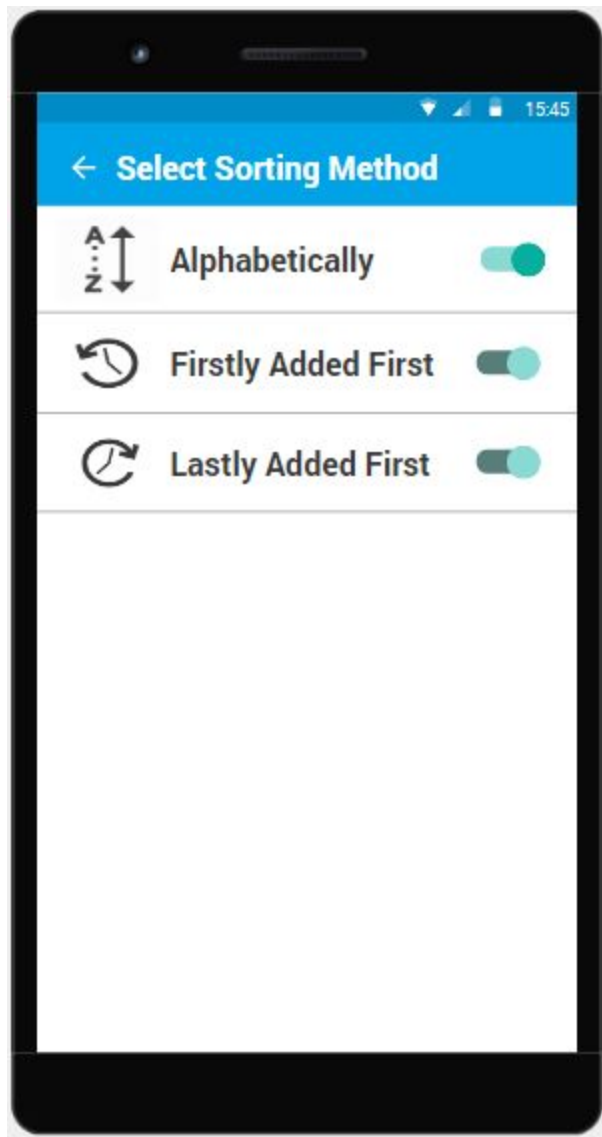 15:45
Select Sorting Method
A
Z
Alphabetically
Firstly Added First
Lastly Added First